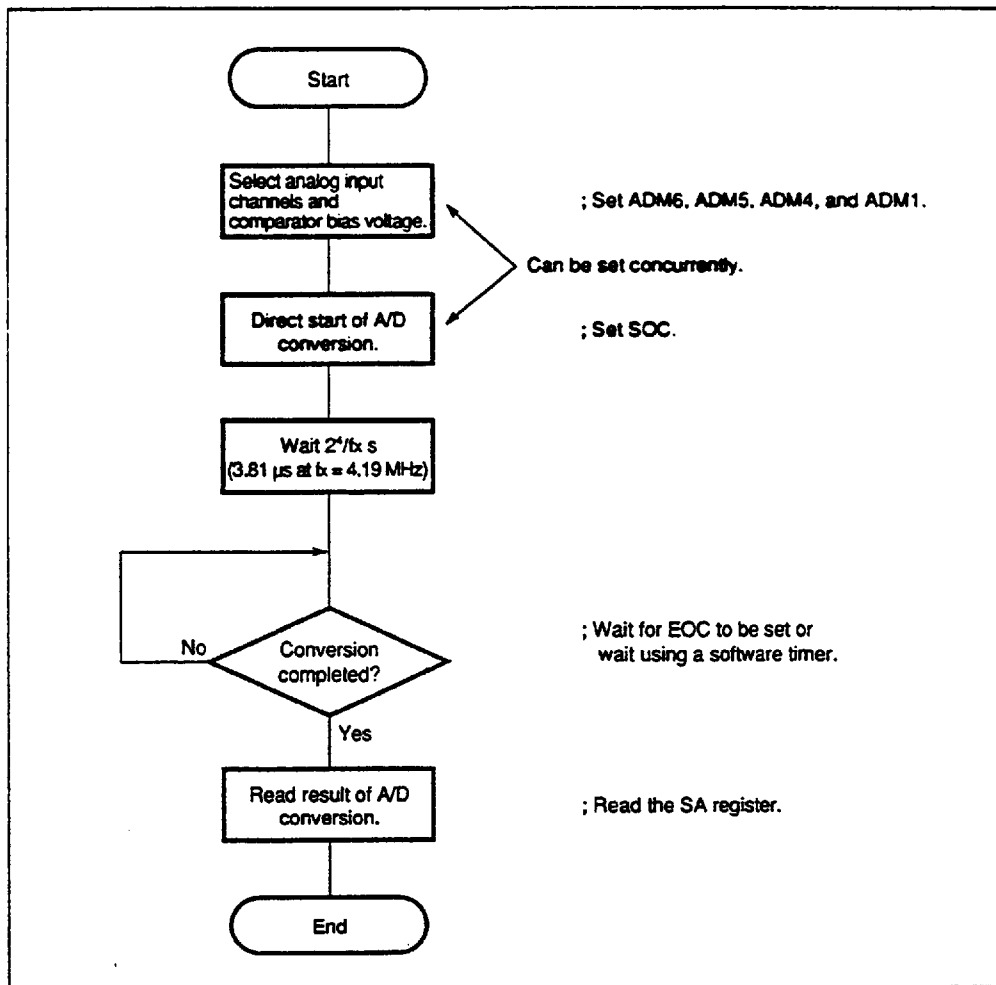 Start
Select analog input
channels and
comparator bias voltage.
; Set ADM6, ADM5, ADM4, and ADM1.
Can be set concurrently.
Direct start of A/D
conversion.
; Set SOC.
Wait 2⁴/fx s
(3.81 µs at fx = 4.19 MHz)
No
Conversion
completed?
; Wait for EOC to be set or
wait using a software timer.
Yes
Read result of A/D
conversion.
; Read the SA register.
End